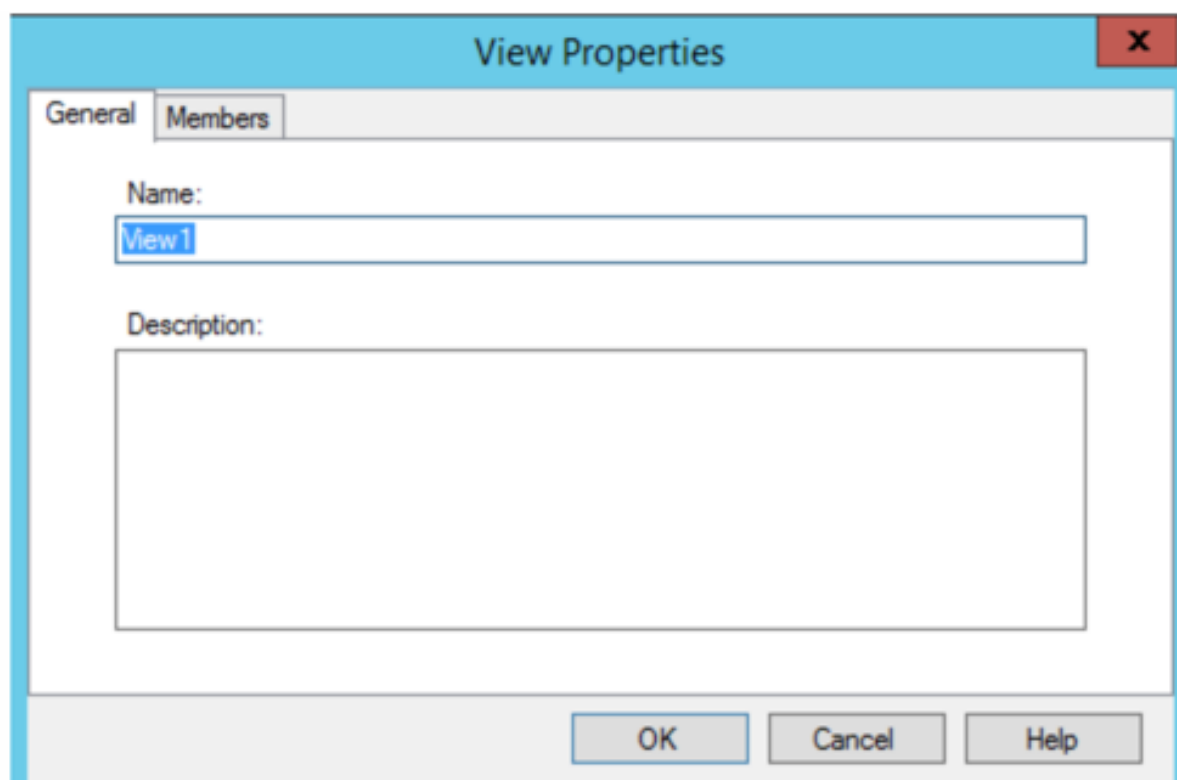 View Properties
x
General Members
Name:
View1
Description:
OK Cancel Help